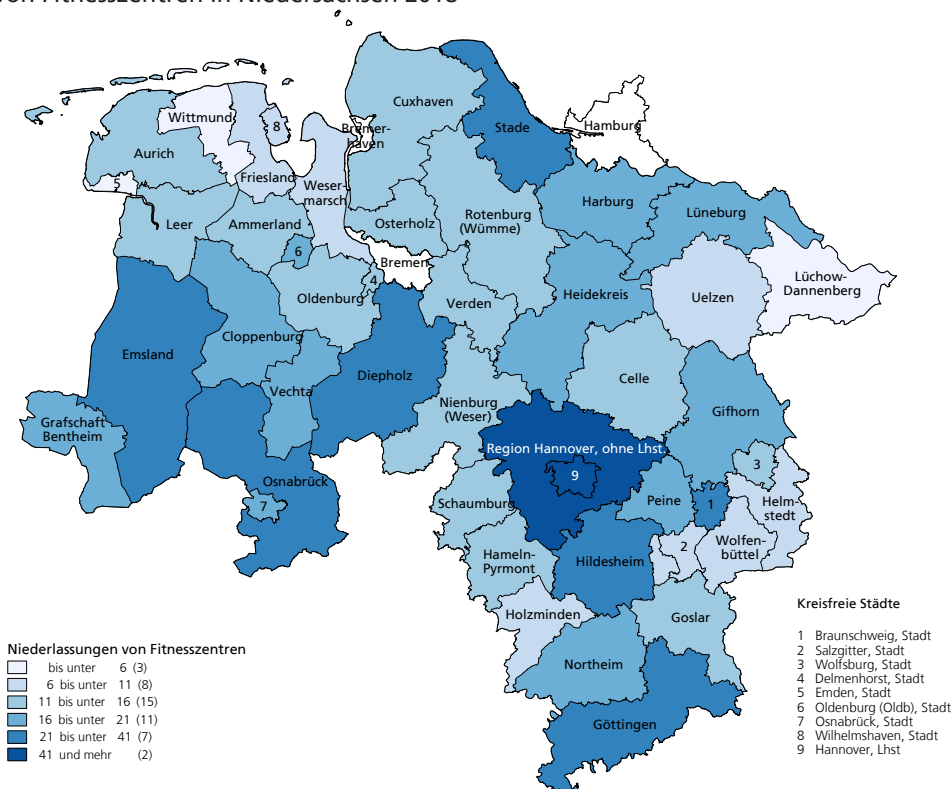 von Fitnesszentren in Niedersachsen 2018
Cuxhaven
Wittmund
8
Bremer-
haven
Stade
Hamburg
Aurich
5
Friesland
Weser-
marsch
Harburg
Lüneburg
Leer
Ammerland
Osterholz
Rotenburg
(Wümme)
6
Bremen
4
Oldenburg
Verden
Heidekreis
Uelzen
Lüchow-
Dannenberg
Cloppenburg
Emsland
Diepholz
Celle
Vechta
Nienburg
(Weser)
Gifhorn
Grafschaft
Bentheim
Region Hannover, ohne Lhst.
9
3
Osnabrück
7
Schaumburg
Peine
1
Helm-
stedt
Hameln-
Pyrmont
Hildesheim
2
Wolfen-
büttel
Holzminden
Goslar
Northeim
Göttingen
Niederlassungen von Fitnesszentren
bis unter 6 (3)
6 bis unter 11 (8)
11 bis unter 16 (15)
16 bis unter 21 (11)
21 bis unter 41 (7)
41 und mehr (2)
Kreisfreie Städte
1 Braunschweig, Stadt
2 Salzgitter, Stadt
3 Wolfsburg, Stadt
4 Delmenhorst, Stadt
5 Emden, Stadt
6 Oldenburg (Oldb), Stadt
7 Osnabrück, Stadt
8 Wilhelmshaven, Stadt
9 Hannover, Lhst